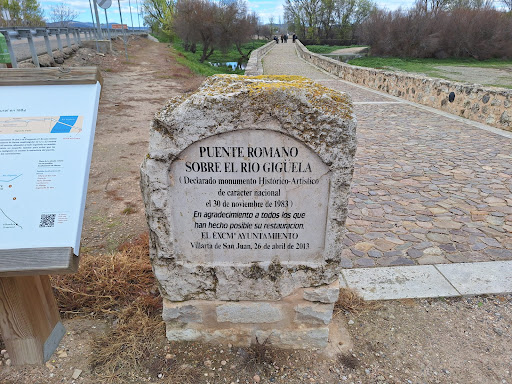 PUENTE ROMANO
SOBRE EL RIO GIGÜELA
( Declarado monumento Histórico-Artístico
de caracter nacional
el 30 de noviembre de 1983 )
En agradecimiento a todos los que
han hecho posible su restauración.
EL EXCMº AYUNTAMIENTO
Villarta de San Juan, 26 de abril de 2013